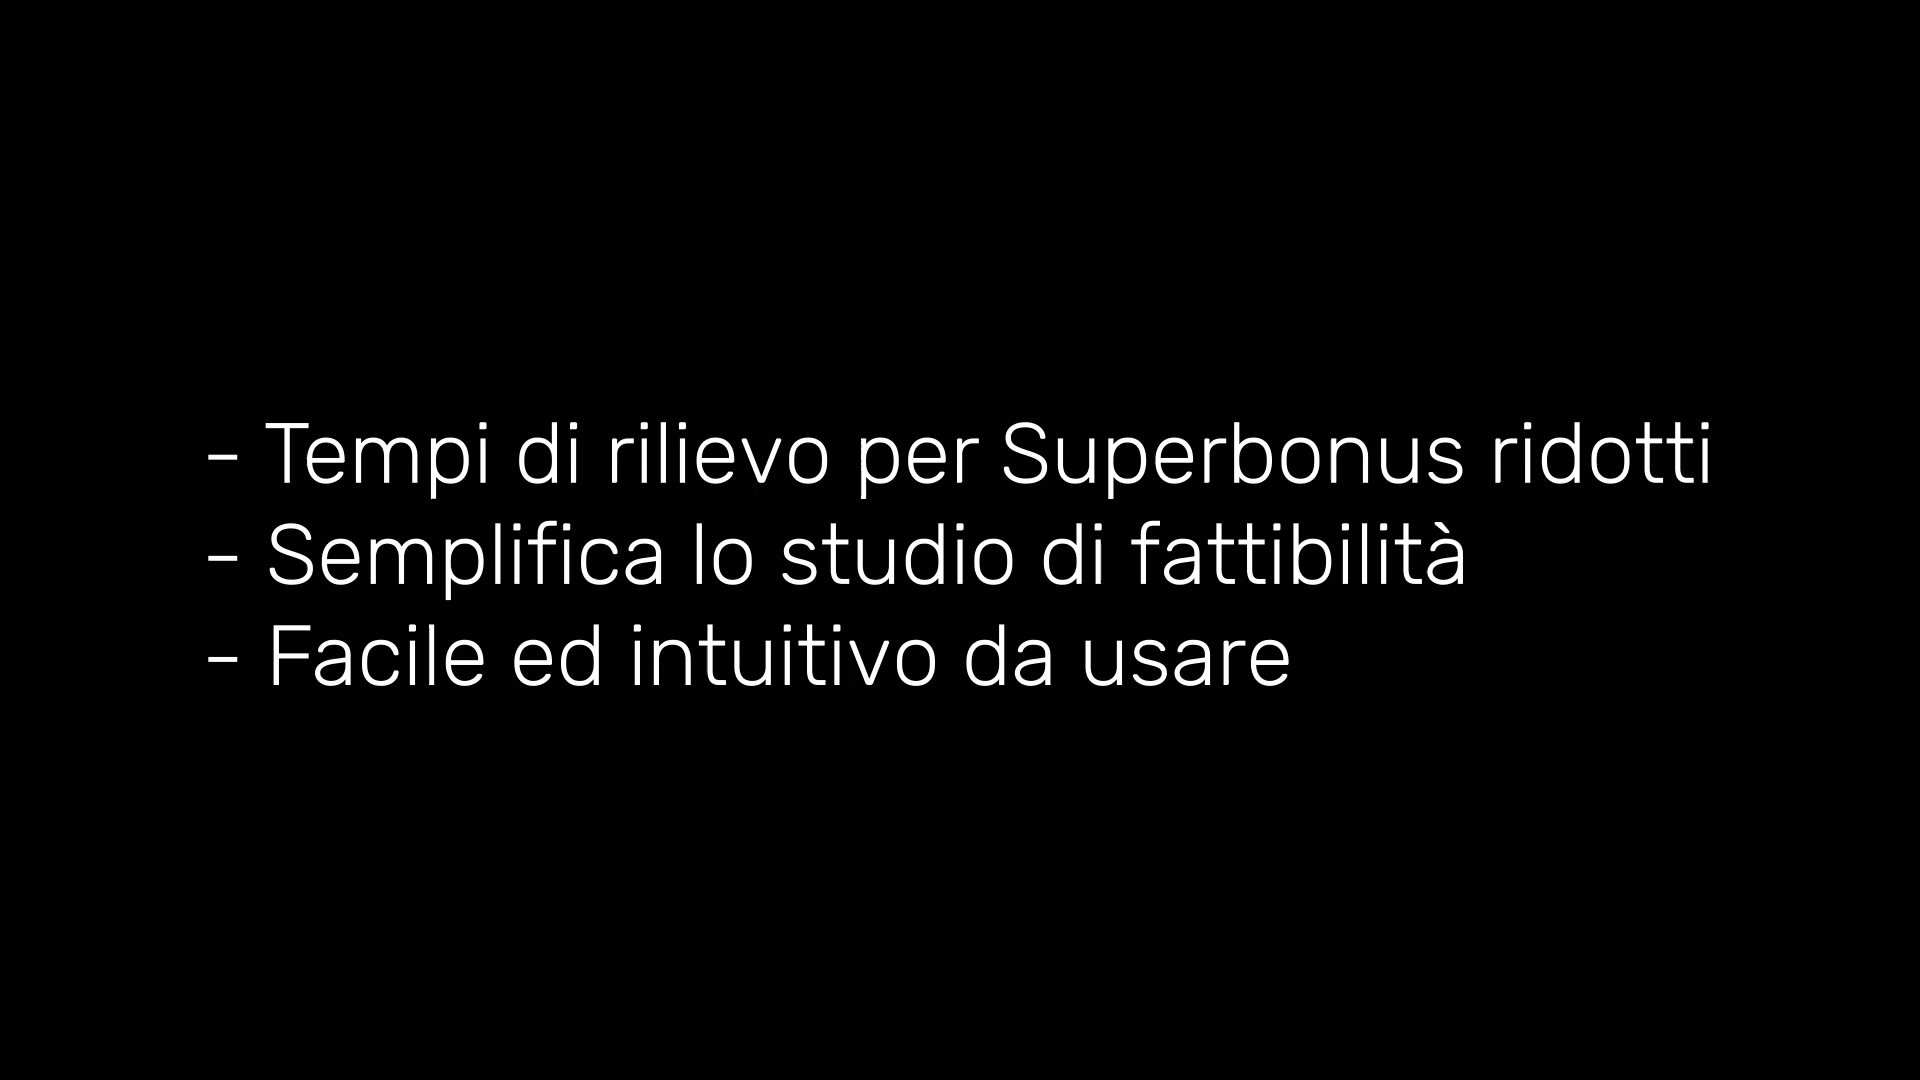 - Tempi di rilievo per Superbonus ridotti
- Semplifica lo studio di fattibilità
- Facile ed intuitivo da usare